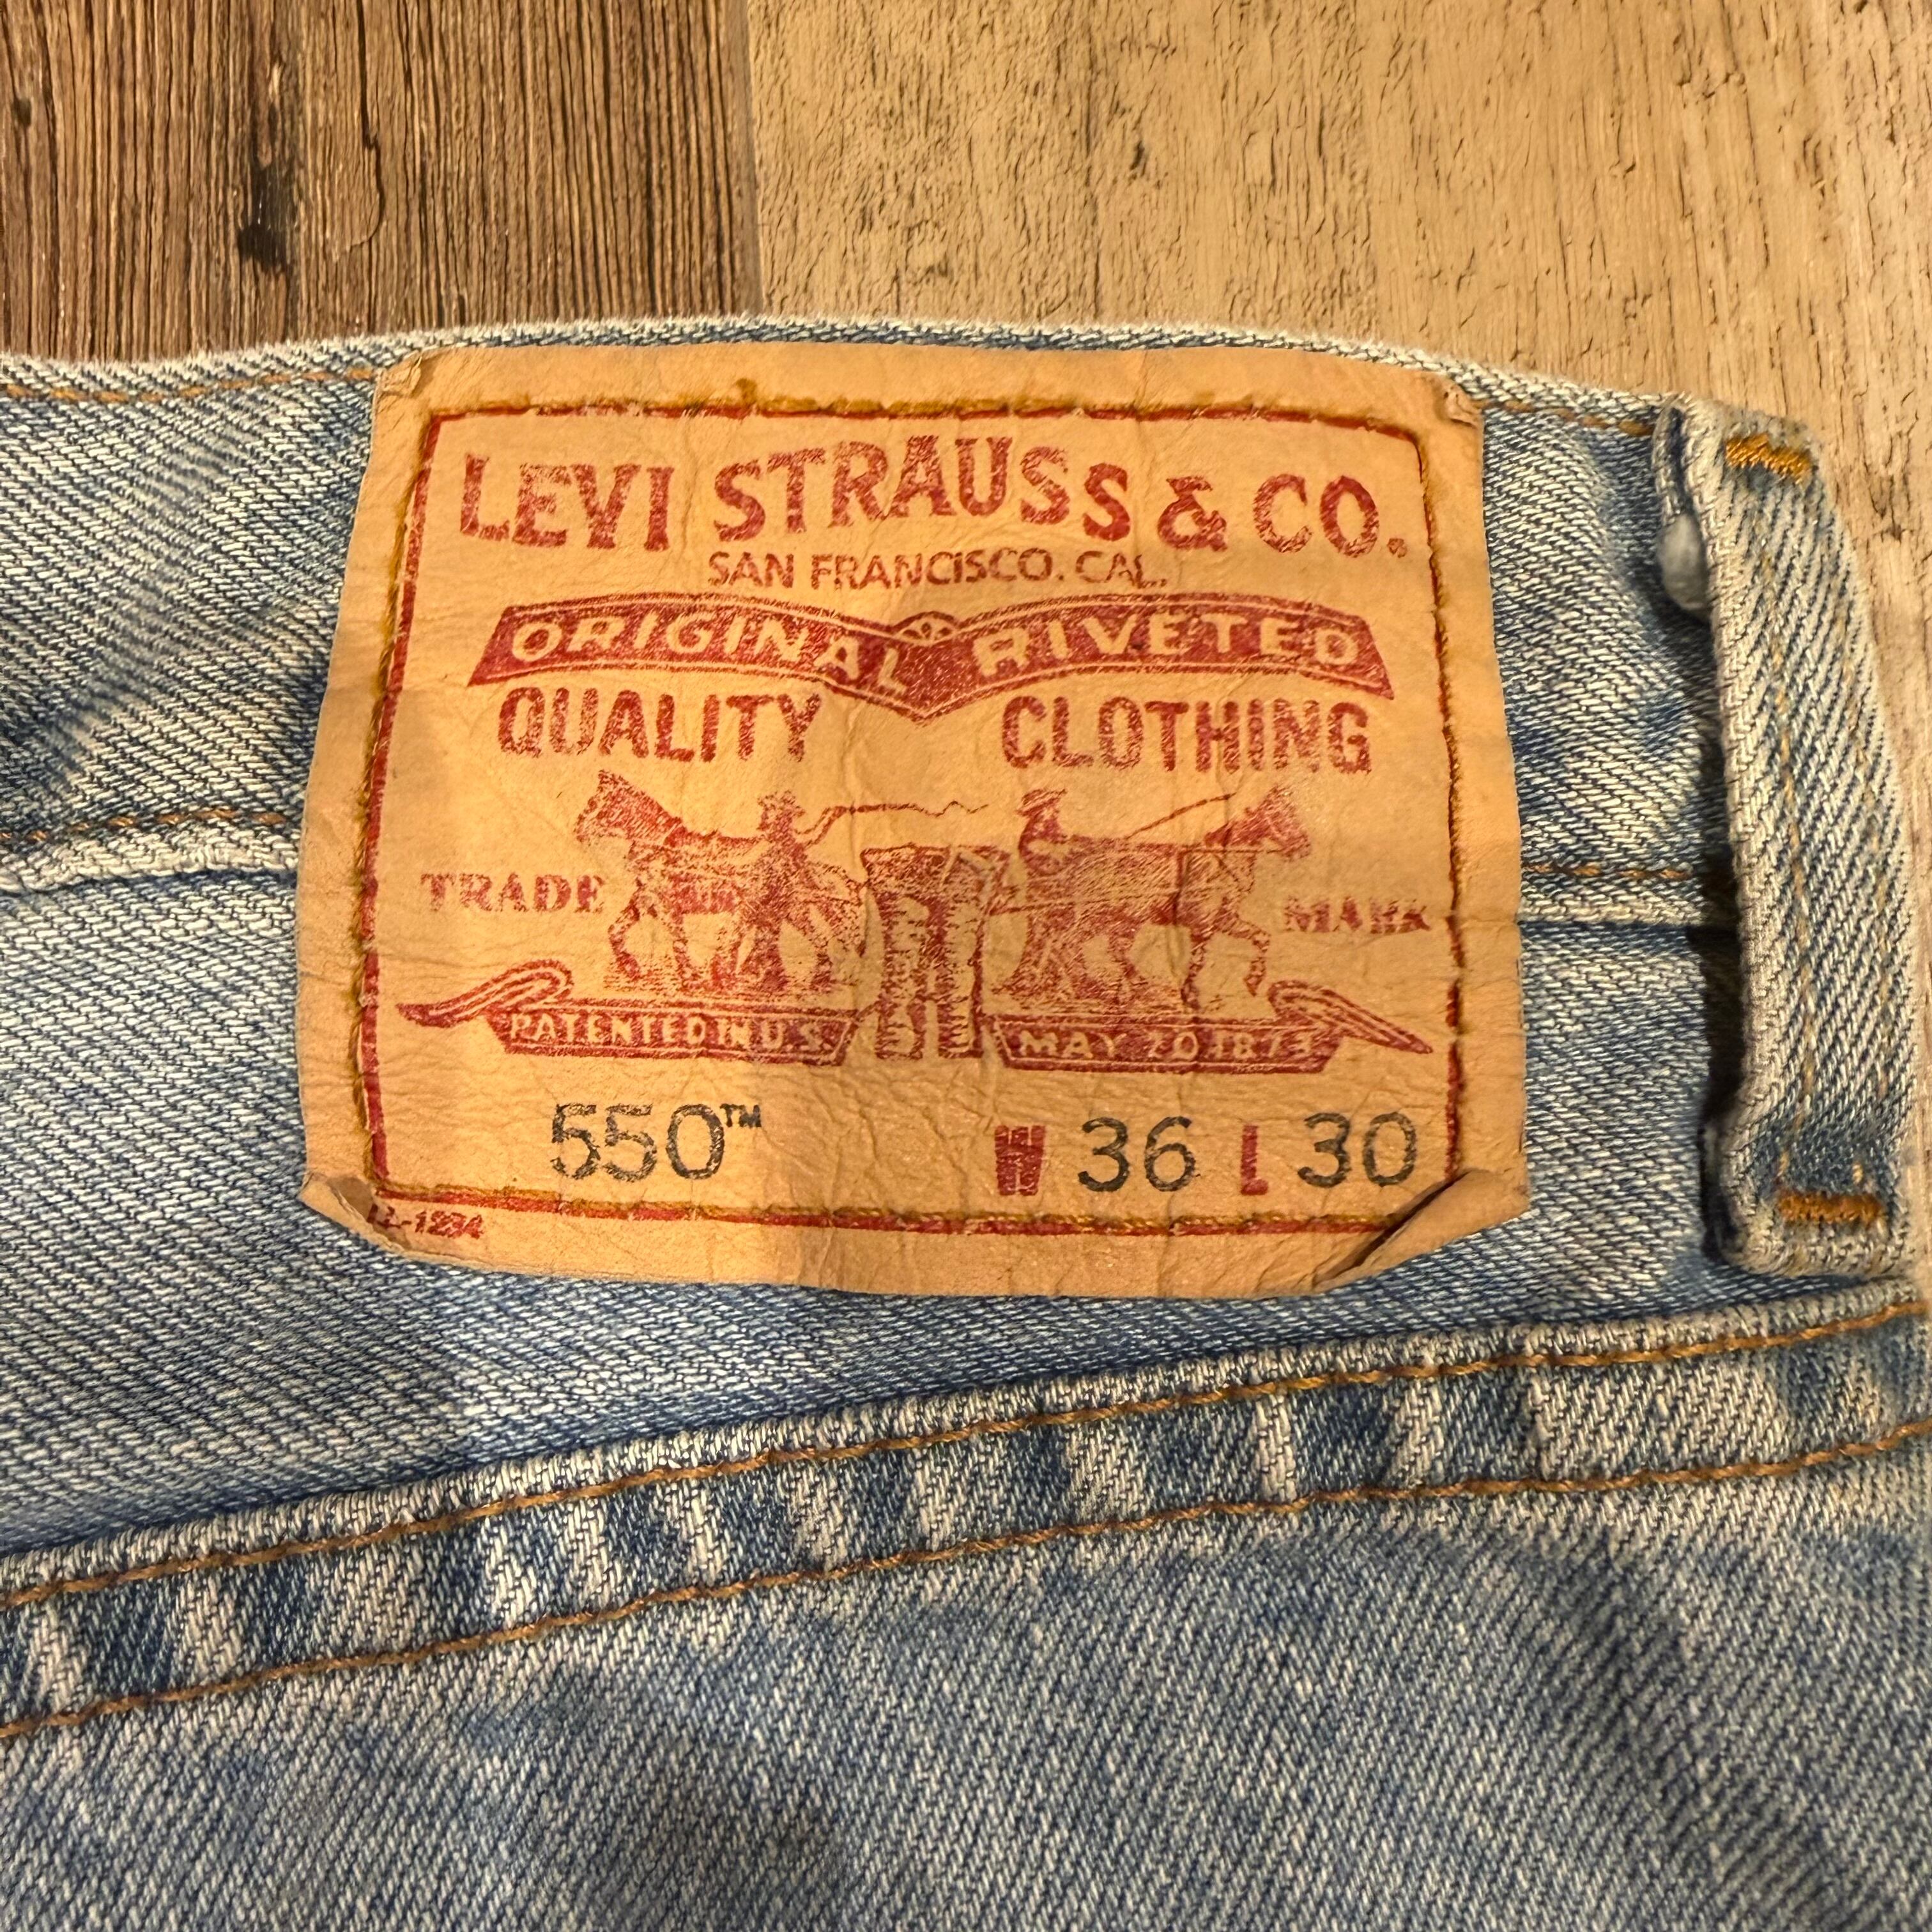 LEVI STRAUSS & CO.
SAN FRANCISCO. CAL.
ORIGINAL RIVETED
QUALITY CLOTHING
TRADE MARK
PATENTED IN U.S. MAY 20 1873
550™ W 36 L 30